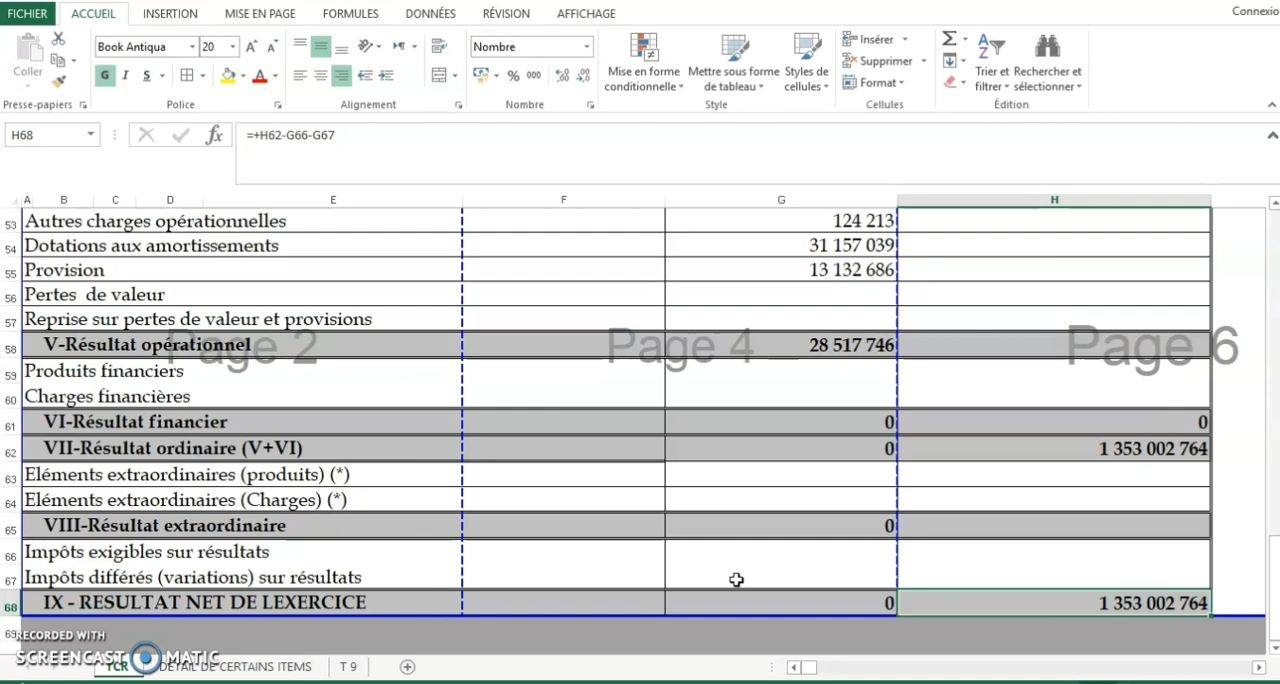 FICHIER ACCUEIL INSERTION MISE EN PAGE FORMULES DONNÉES RÉVISION AFFICHAGE Connexio
Coller Book Antiqua 20 Nombre Insérer
G I S % 000 Mise en forme conditionnelle Mettre sous forme de tableau Styles de cellules Supprimer Format Trier et filtrer Rechercher et sélectionner
Presse-papiers Police Alignement Nombre Style Cellules Édition
H68 fx =+H62-G66-G67
A B C D E F G H
53 Autres charges opérationnelles 124 213
54 Dotations aux amortissements 31 157 039
55 Provision 13 132 686
56 Pertes de valeur
57 Reprise sur pertes de valeur et provisions
58 V-Résultat opérationnel 28 517 746
Page 2 Page 4 Page 6
59 Produits financiers
60 Charges financières
61 VI-Résultat financier 0 0
62 VII-Résultat ordinaire (V+VI) 0 1 353 002 764
63 Eléments extraordinaires (produits) (*)
64 Eléments extraordinaires (Charges) (*)
65 VIII-Résultat extraordinaire 0
66 Impôts exigibles sur résultats
67 Impôts différés (variations) sur résultats
68 IX - RESULTAT NET DE LEXERCICE 0 1 353 002 764
69 RECORDED WITH
SCREENCAST MATIC
TCR DETAIL DE CERTAINS ITEMS T 9